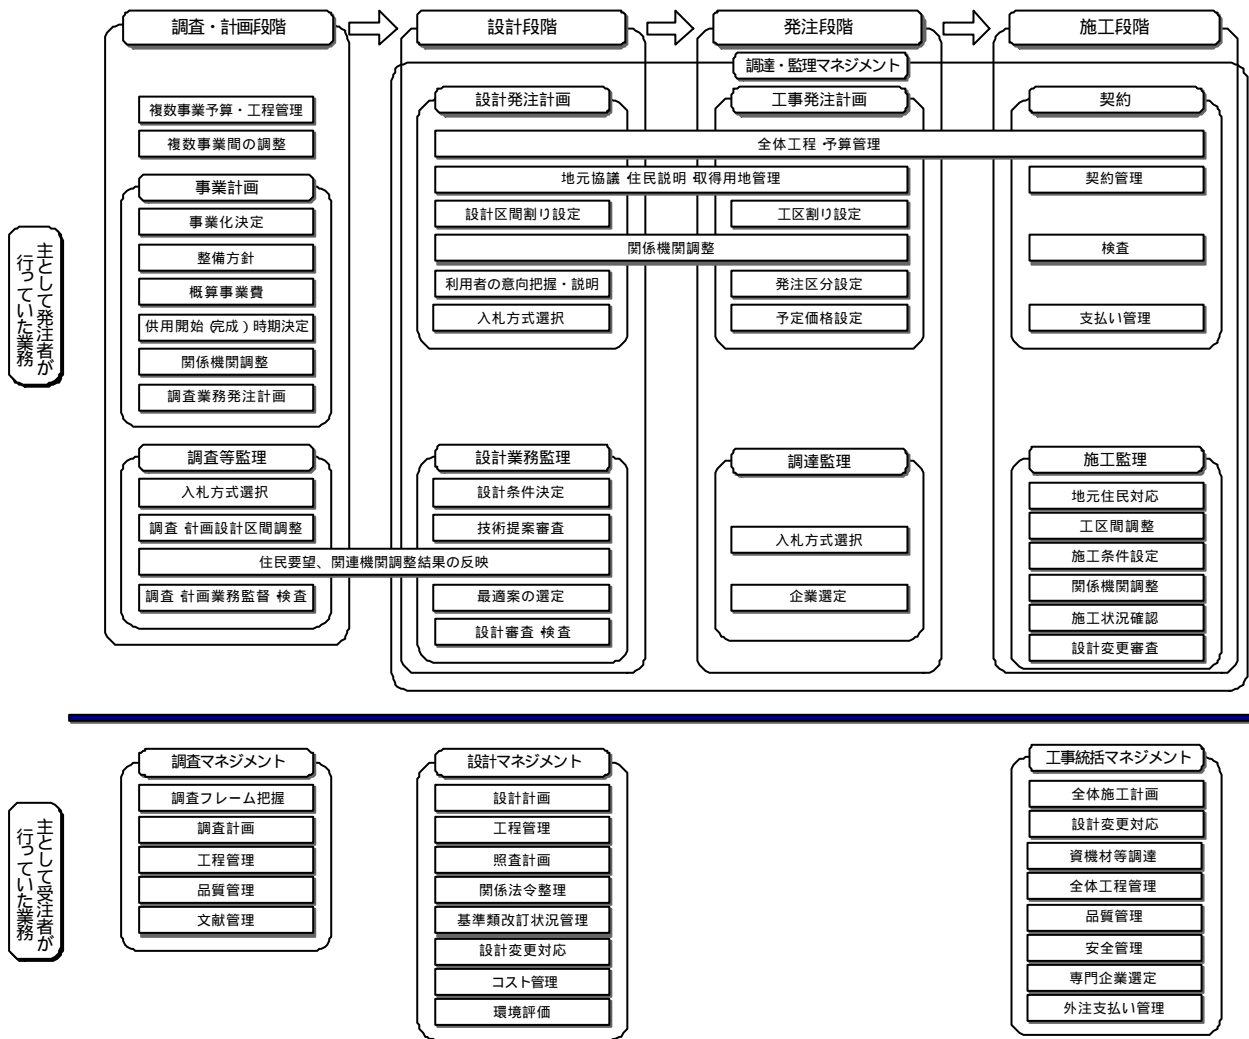 調査・計画段階
設計段階
発注段階
施工段階
調達・監理マネジメント
主として発注者が
行っていた業務
複数事業予算・工程管理
複数事業間の調整
事業計画
事業化決定
整備方針
概算事業費
供用開始(完成)時期決定
関係機関調整
調査業務発注計画
調査等監理
入札方式選択
調査・計画設計区間調整
住民要望、関連機関調整結果の反映
調査・計画業務監督・検査
設計発注計画
全体工程・予算管理
地元協議・住民説明・取得用地管理
設計区間割り設定
関係機関調整
利用者の意向把握・説明
入札方式選択
設計業務監理
設計条件決定
技術提案審査
最適案の選定
設計審査・検査
工事発注計画
工区割り設定
発注区分設定
予定価格設定
調達監理
入札方式選択
企業選定
契約
契約管理
検査
支払い管理
施工監理
地元住民対応
工区間調整
施工条件設定
関係機関調整
施工状況確認
設計変更審査
主として受注者が
行っていた業務
調査マネジメント
調査フレーム把握
調査計画
工程管理
品質管理
文献管理
設計マネジメント
設計計画
工程管理
照査計画
関係法令整理
基準類改訂状況管理
設計変更対応
コスト管理
環境評価
工事統括マネジメント
全体施工計画
設計変更対応
資機材等調達
全体工程管理
品質管理
安全管理
専門企業選定
外注支払い管理